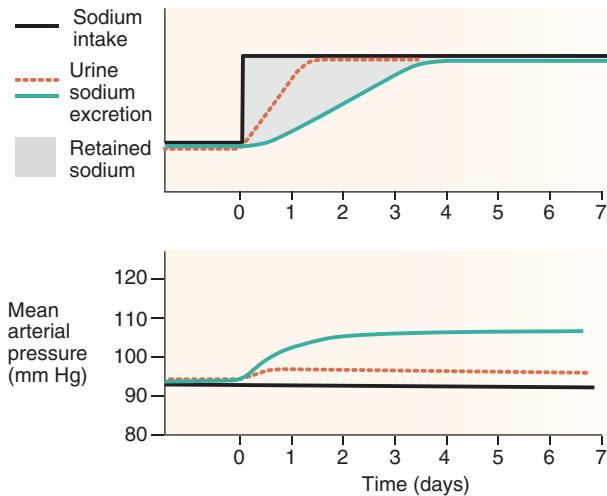 Sodium
intake
Urine
sodium
excretion
Retained
sodium
0 1 2 3 4 5 6 7
120
110
100
90
80
Mean
arterial
pressure
(mm Hg)
0 1 2 3 4 5 6 7
Time (days)